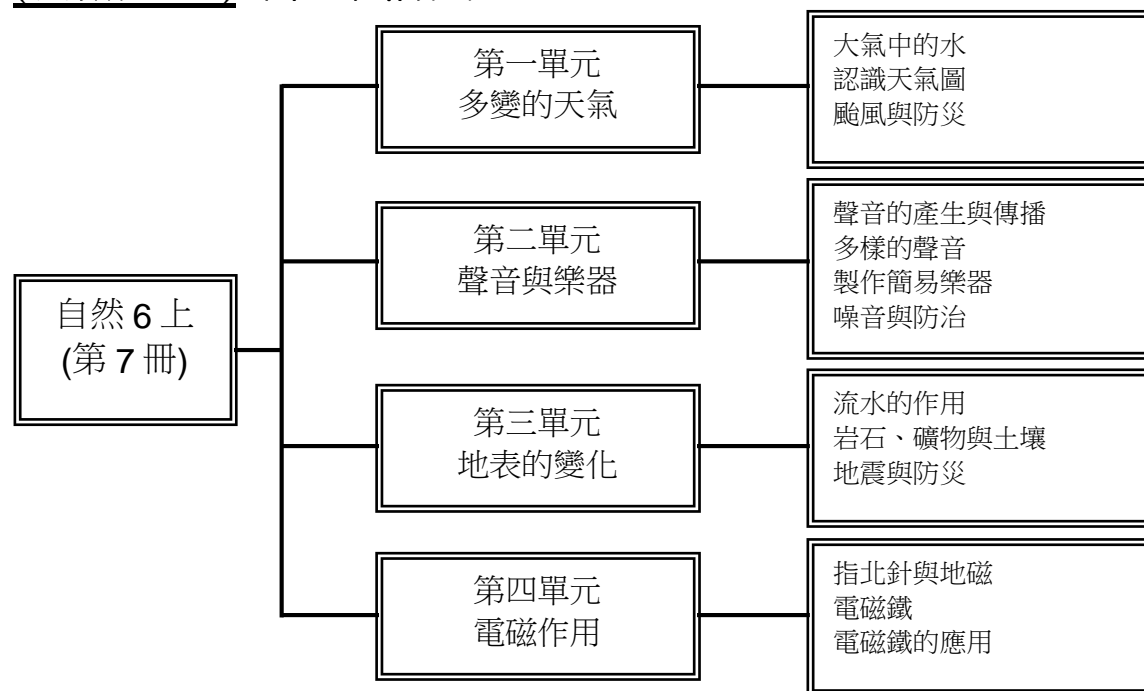 自然 6 上
(第 7 冊)
第一單元
多變的天氣
大氣中的水
認識天氣圖
颱風與防災
第二單元
聲音與樂器
聲音的產生與傳播
多樣的聲音
製作簡易樂器
噪音與防治
第三單元
地表的變化
流水的作用
岩石、礦物與土壤
地震與防災
第四單元
電磁作用
指北針與地磁
電磁鐵
電磁鐵的應用